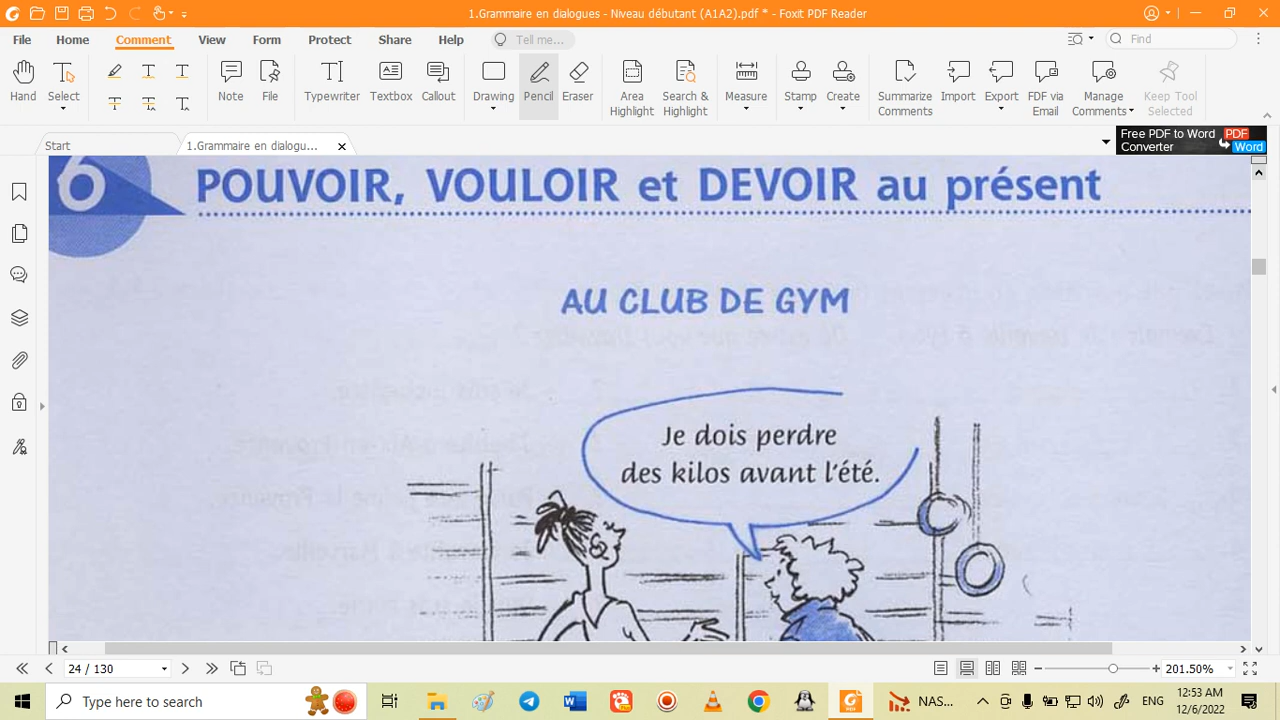 1.Grammaire en dialogues - Niveau débutant (A1A2).pdf * - Foxit PDF Reader
File Home Comment View Form Protect Share Help Tell me... Find
Hand Select Note File Typewriter Textbox Callout Drawing Pencil Eraser Area Highlight Search & Highlight Measure Stamp Create Summarize Comments Import Export PDF via Email Manage Comments Keep Tool Selected
Start 1.Grammaire en dialogu... Free PDF to Word Converter PDF Word
6 POUVOIR, VOULOIR et DEVOIR au présent
AU CLUB DE GYM
Je dois perdre
des kilos avant l'été.
24 / 130 201.50%
Type here to search NAS... ENG 12:53 AM
12/6/2022